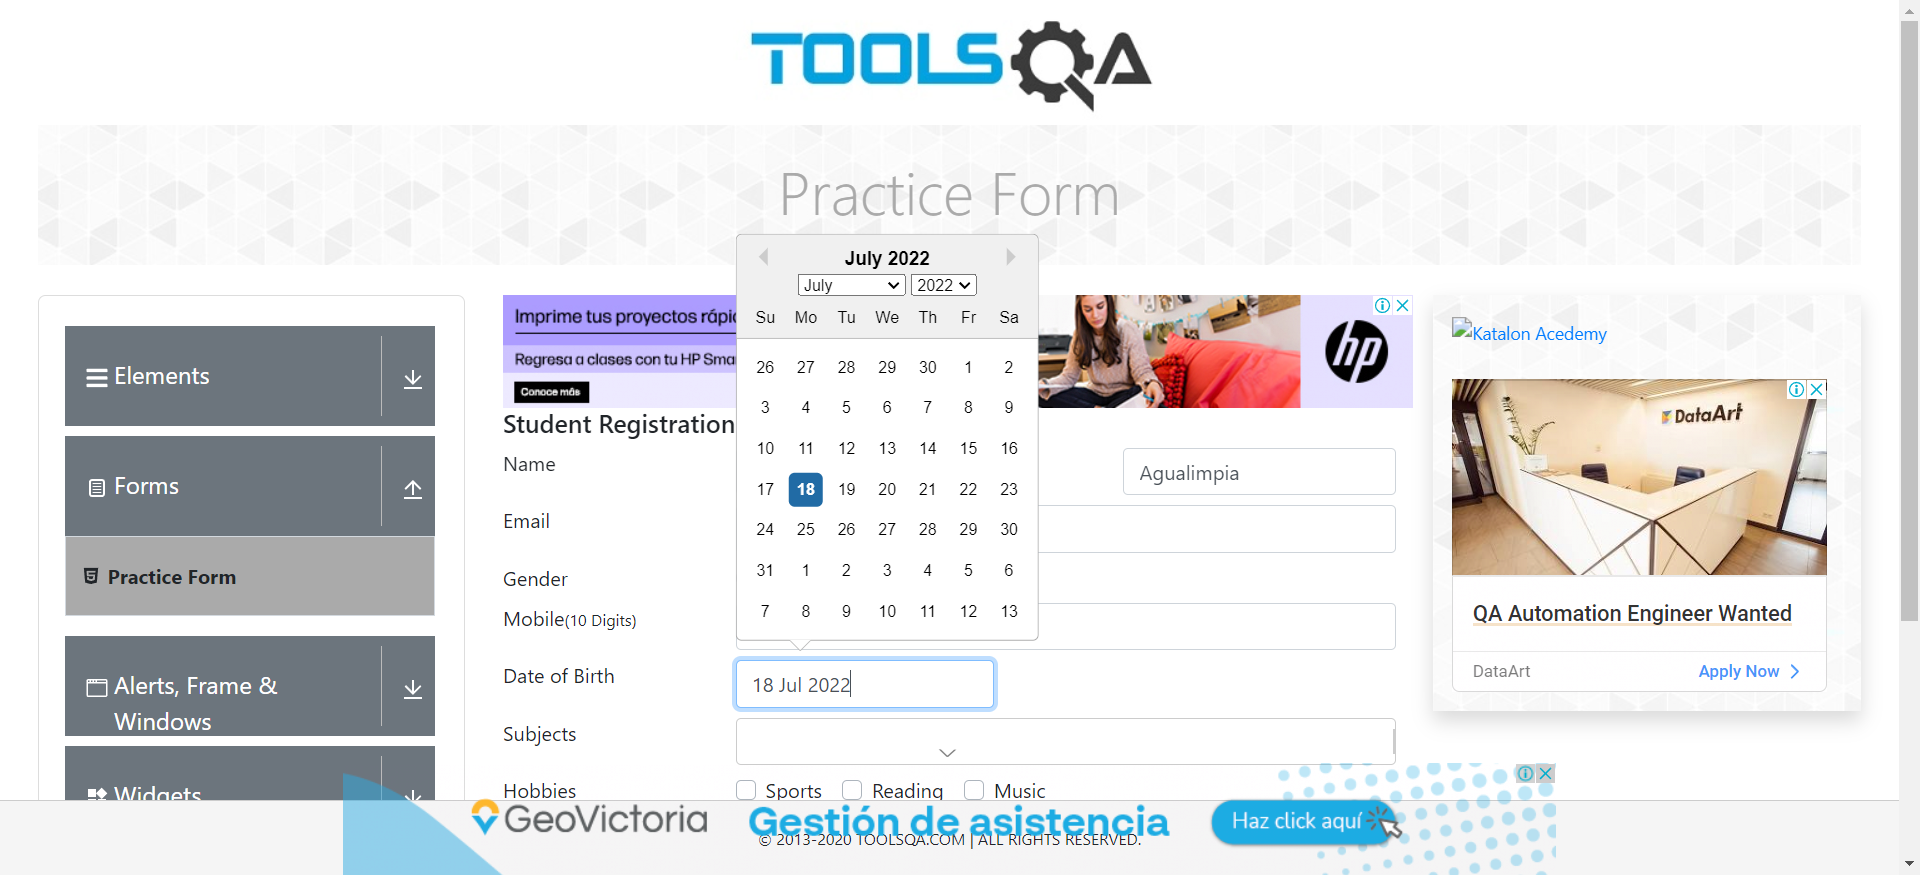 TOOLSQA
Practice Form
July 2022
July 2022
Su Mo Tu We Th Fr Sa
26 27 28 29 30 1 2
3 4 5 6 7 8 9
10 11 12 13 14 15 16
17 18 19 20 21 22 23
24 25 26 27 28 29 30
31 1 2 3 4 5 6
7 8 9 10 11 12 13
Elements
Forms
Practice Form
Alerts, Frame &
Windows
Widgets
Imprime tus proyectos
Regresa a clases con tu HP
Conoce más
hp
Student Registration
Name
Agualimpia
Email
Gender
Mobile(10 Digits)
Date of Birth
18 Jul 2022
Subjects
Hobbies
Sports
Reading
Music
Katalon Acedemy
DataArt
QA Automation Engineer Wanted
DataArt
Apply Now
GeoVictoria
Gestión de asistencia
Haz click aquí
© 2013-2020 TOOLSQA.COM | ALL RIGHTS RESERVED.